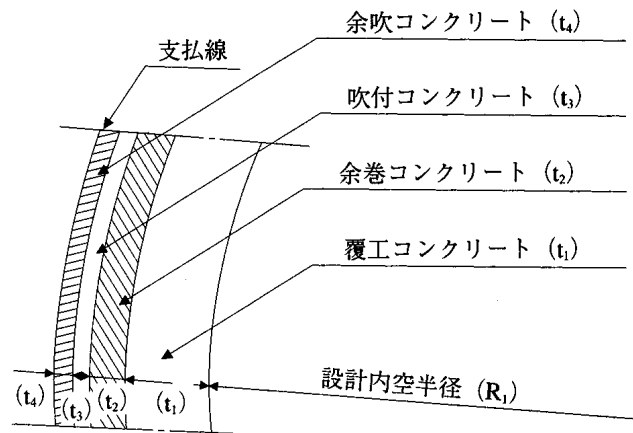 余吹コンクリート (t₄)
支払線
吹付コンクリート (t₃)
余巻コンクリート (t₂)
覆工コンクリート (t₁)
設計内空半径 (R₁)
(t₄)
(t₃)
(t₂)
(t₁)